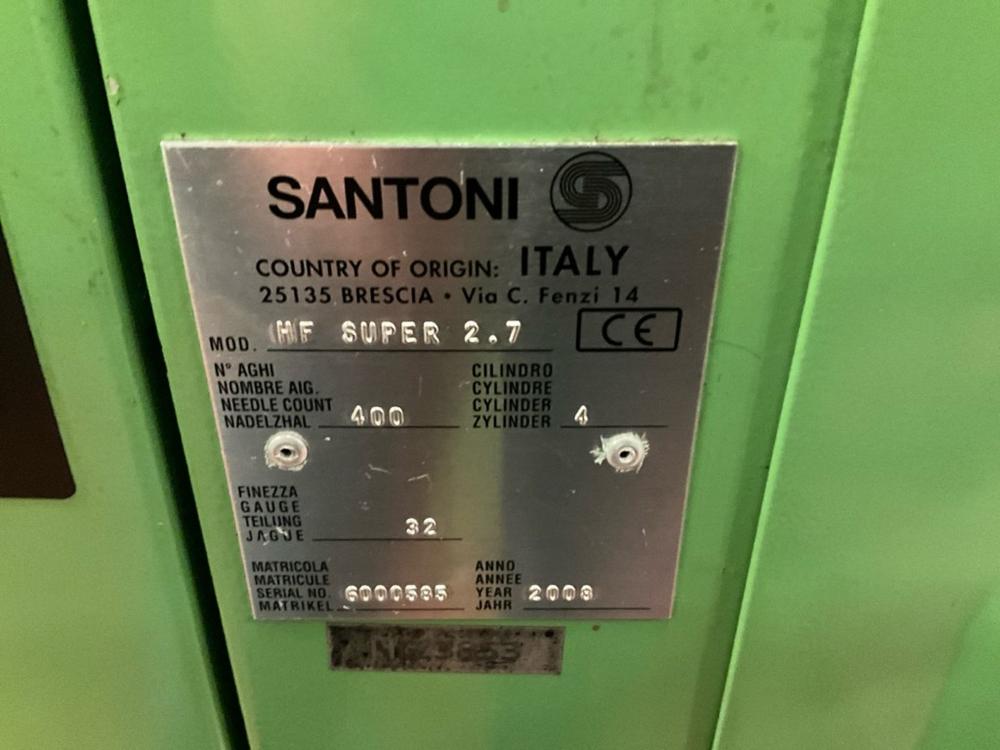 SANTONI
COUNTRY OF ORIGIN: ITALY
25135 BRESCIA • Via C. Fenzi 14
MOD. HF SUPER 2.7 CE
N° AGHI CILINDRO
NOMBRE AIG. CYLINDRE
NEEDLE COUNT CYLINDER
NADELZHAL 400 ZYLINDER 4
FINEZZA
GAUGE
TEILUNG 32
JAGUE
MATRICOLA ANNO
MATRICULE ANNEE
SERIAL NO. 6000585 YEAR 2008
MATRIKEL JAHR